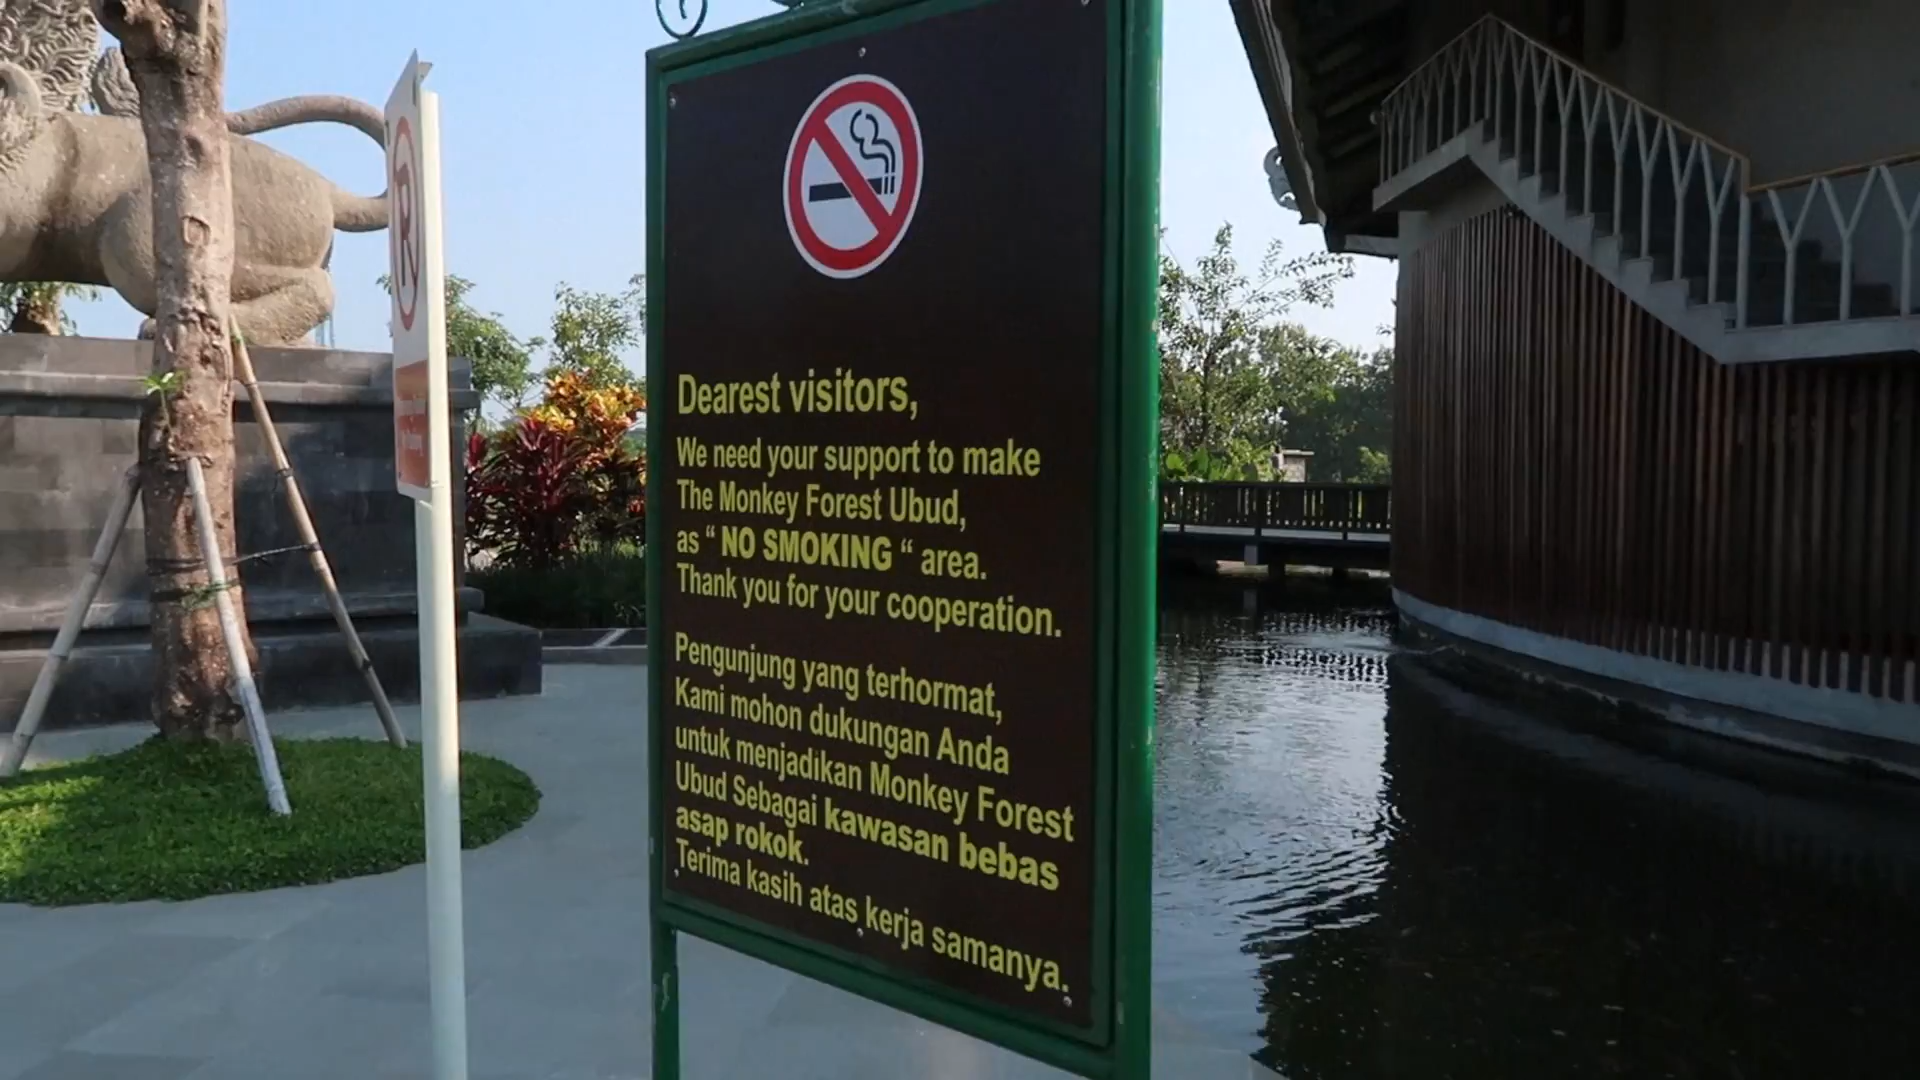 R
Dearest visitors,
We need your support to make
The Monkey Forest Ubud,
as “ NO SMOKING “ area.
Thank you for your cooperation.
Pengunjung yang terhormat,
Kami mohon dukungan Anda
untuk menjadikan Monkey Forest
Ubud Sebagai kawasan bebas
asap rokok.
Terima kasih atas kerja samanya.